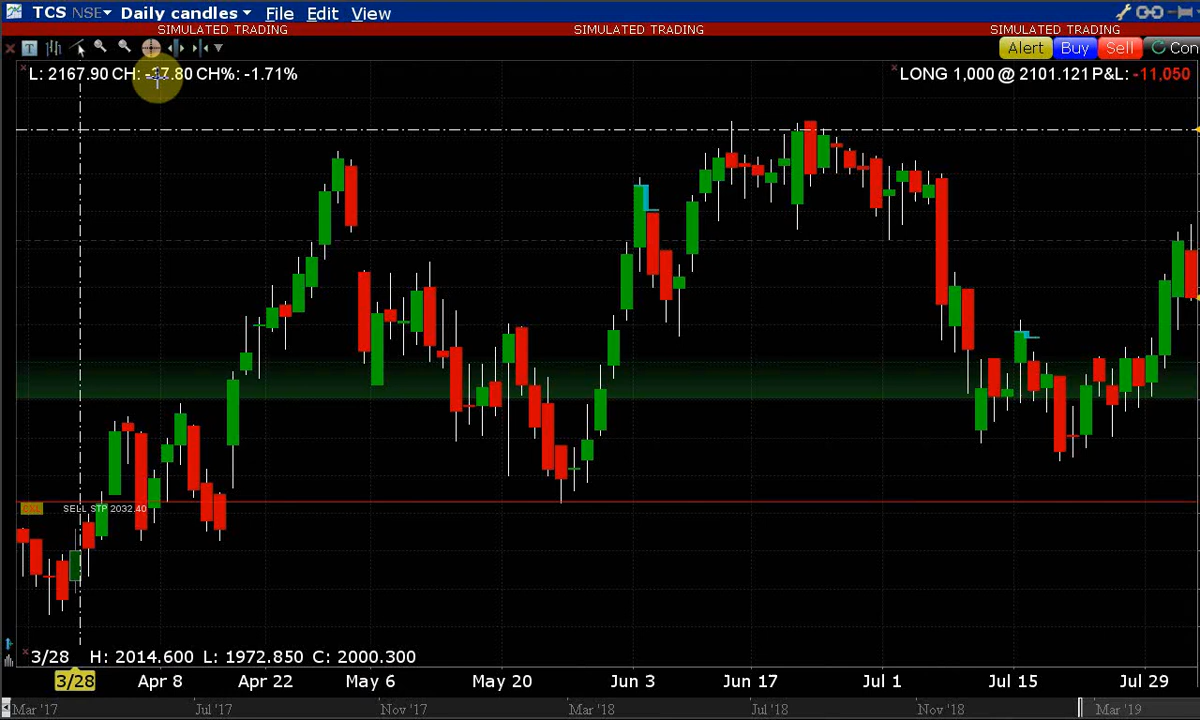 TCS NSE Daily candles File Edit View
SIMULATED TRADING SIMULATED TRADING SIMULATED TRADING
T Alert Buy Sell Con
L: 2167.90 CH: -37.80 CH%: -1.71% LONG 1,000 @ 2101.121 P&L: -11,050
SELL STP 2032.40
3/28 H: 2014.600 L: 1972.850 C: 2000.300
3/28 Apr 8 Apr 22 May 6 May 20 Jun 3 Jun 17 Jul 1 Jul 15 Jul 29
Mar '17 Jul '17 Nov '17 Mar '18 Jul '18 Nov '18 Mar '19